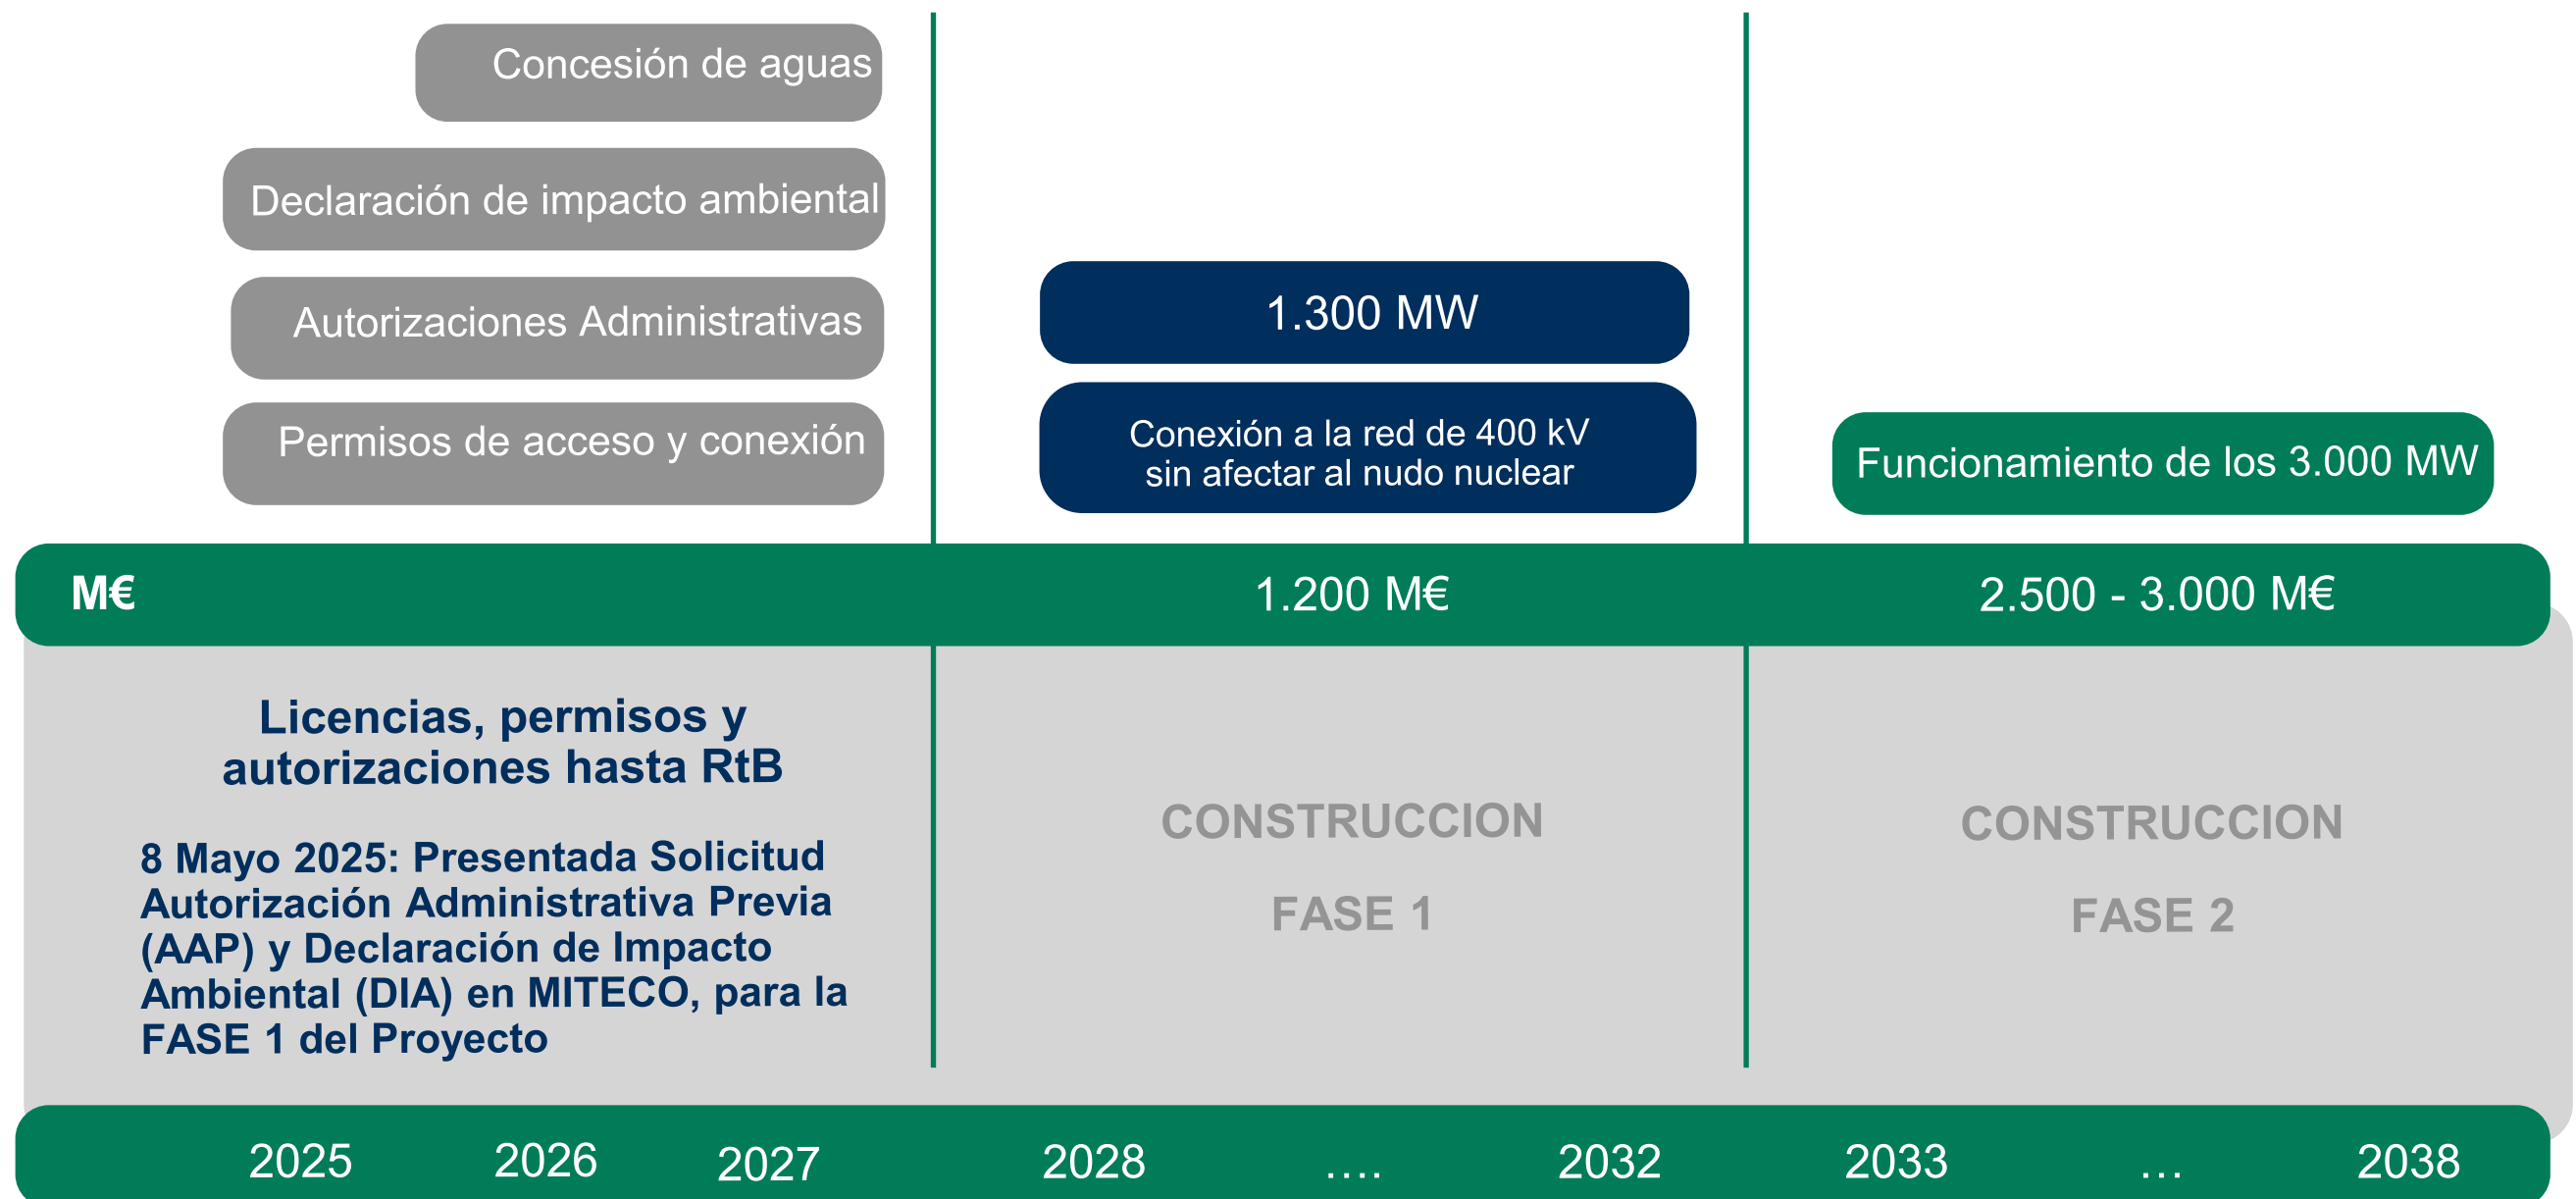 Concesión de aguas
Declaración de impacto ambiental
Autorizaciones Administrativas
Permisos de acceso y conexión
1.300 MW
Conexión a la red de 400 kV
sin afectar al nudo nuclear
Funcionamiento de los 3.000 MW
M€
1.200 M€
2.500 - 3.000 M€
Licencias, permisos y
autorizaciones hasta RtB
8 Mayo 2025: Presentada Solicitud
Autorización Administrativa Previa
(AAP) y Declaración de Impacto
Ambiental (DIA) en MITECO, para la
FASE 1 del Proyecto
CONSTRUCCION
FASE 1
CONSTRUCCION
FASE 2
2025
2026
2027
2028
....
2032
2033
...
2038